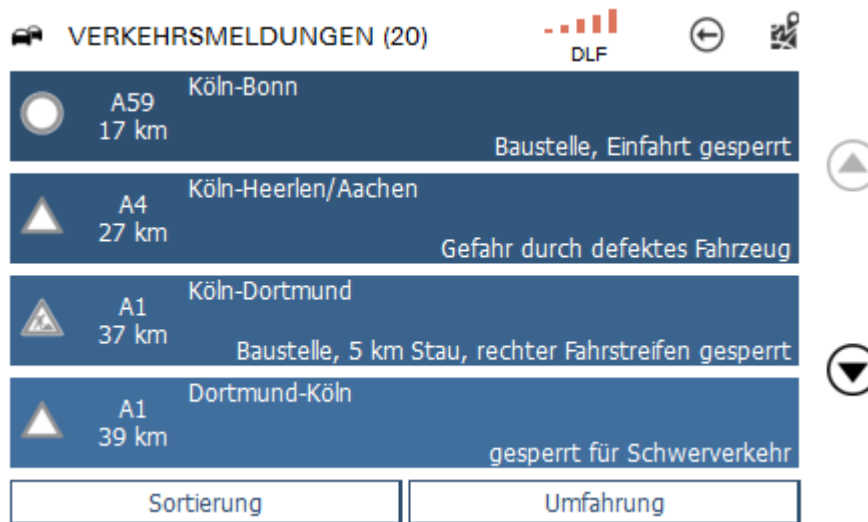 VERKEHRSMELDUNGEN (20)
DLF
Köln-Bonn
A59
17 km
Baustelle, Einfahrt gesperrt
Köln-Heerlen/Aachen
A4
27 km
Gefahr durch defektes Fahrzeug
Köln-Dortmund
A1
37 km
Baustelle, 5 km Stau, rechter Fahrstreifen gesperrt
Dortmund-Köln
A1
39 km
gesperrt für Schwerverkehr
Sortierung
Umfahrung